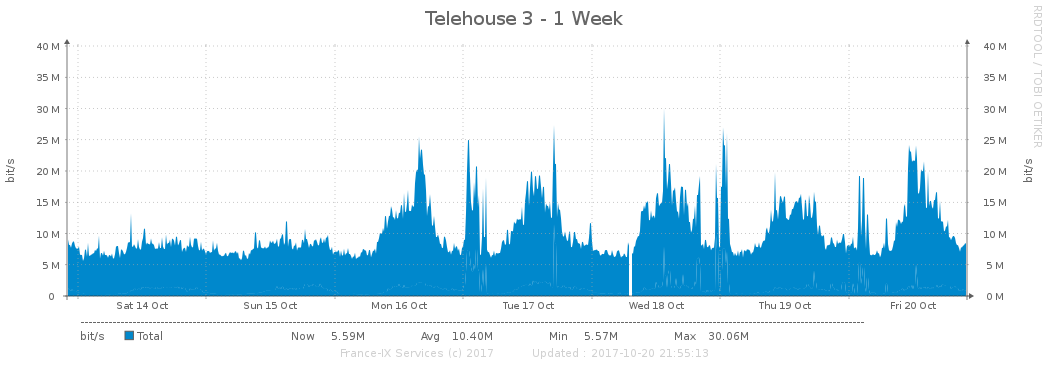 Telehouse 3 - 1 Week
RRDTOOL / TOBI OETIKER
bit/s
40 M 40 M
35 M 35 M
30 M 30 M
25 M 25 M
20 M 20 M
15 M 15 M
10 M 10 M
5 M 5 M
0 0 M
bit/s
Sat 14 Oct Sun 15 Oct Mon 16 Oct Tue 17 Oct Wed 18 Oct Thu 19 Oct Fri 20 Oct
bit/s Total Now 5.59M Avg 10.40M Min 5.57M Max 30.06M
France-IX Services (c) 2017 Updated : 2017-10-20 21:55:13